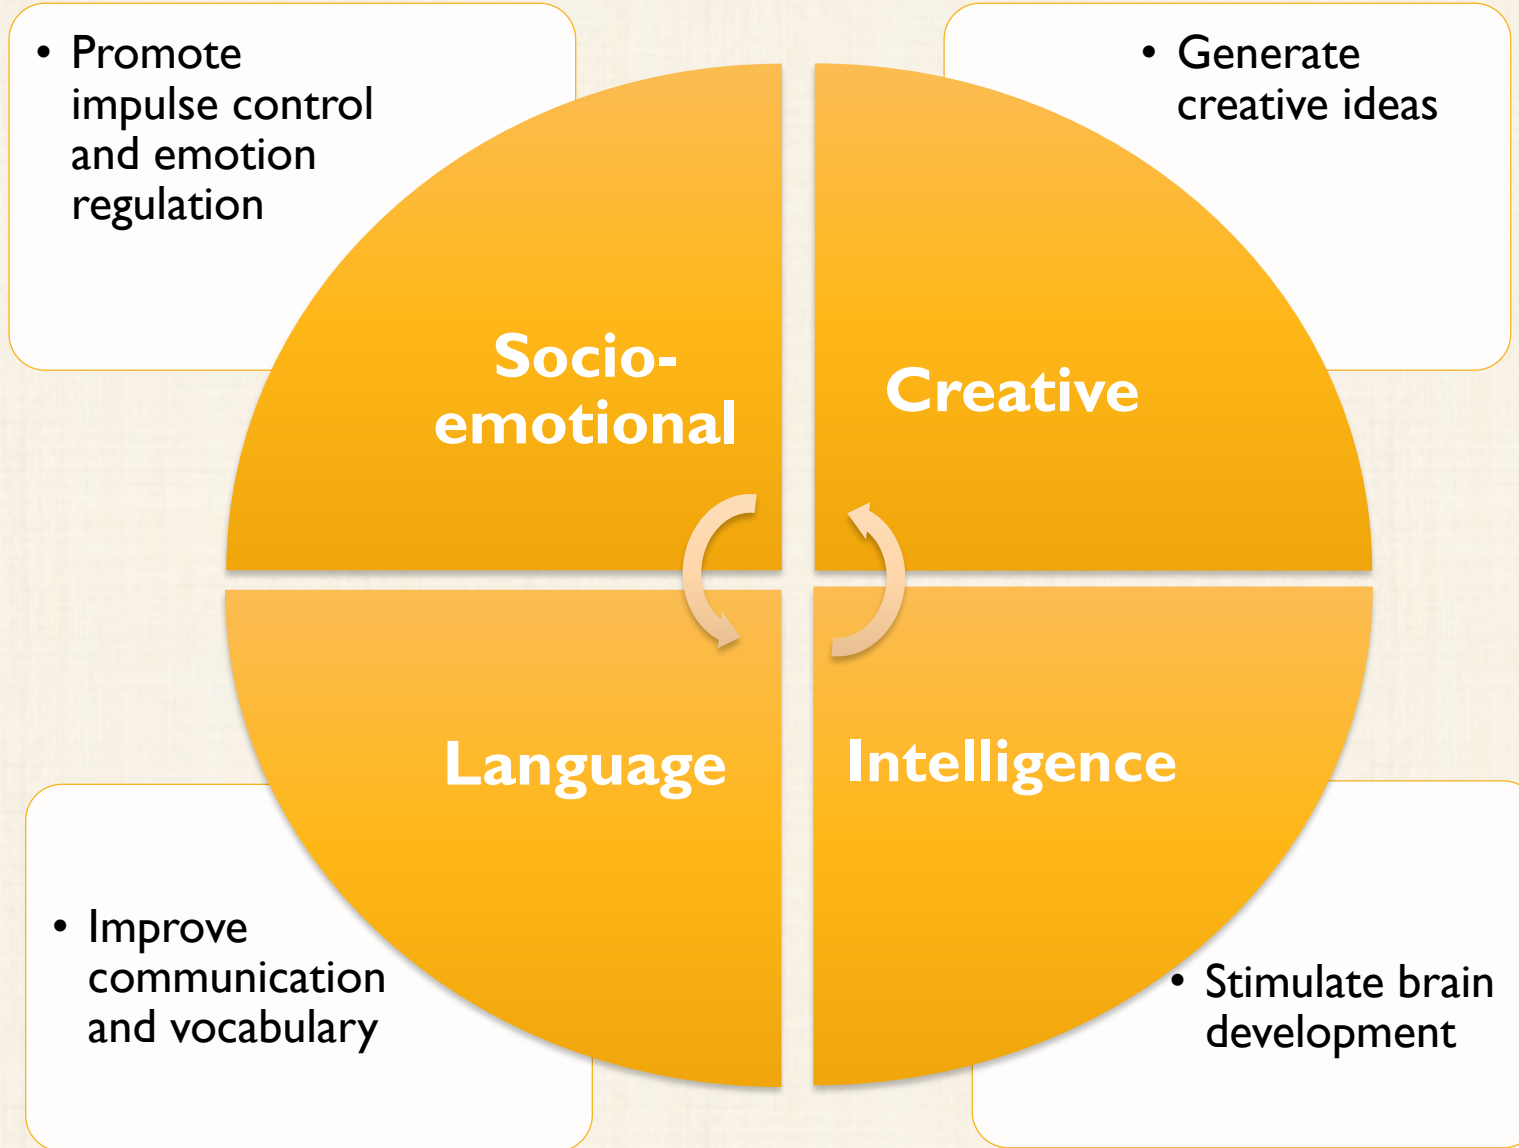 • Promote
impulse control
and emotion
regulation
• Generate
creative ideas
Socio-
emotional
Creative
Language
Intelligence
• Improve
communication
and vocabulary
• Stimulate brain
development